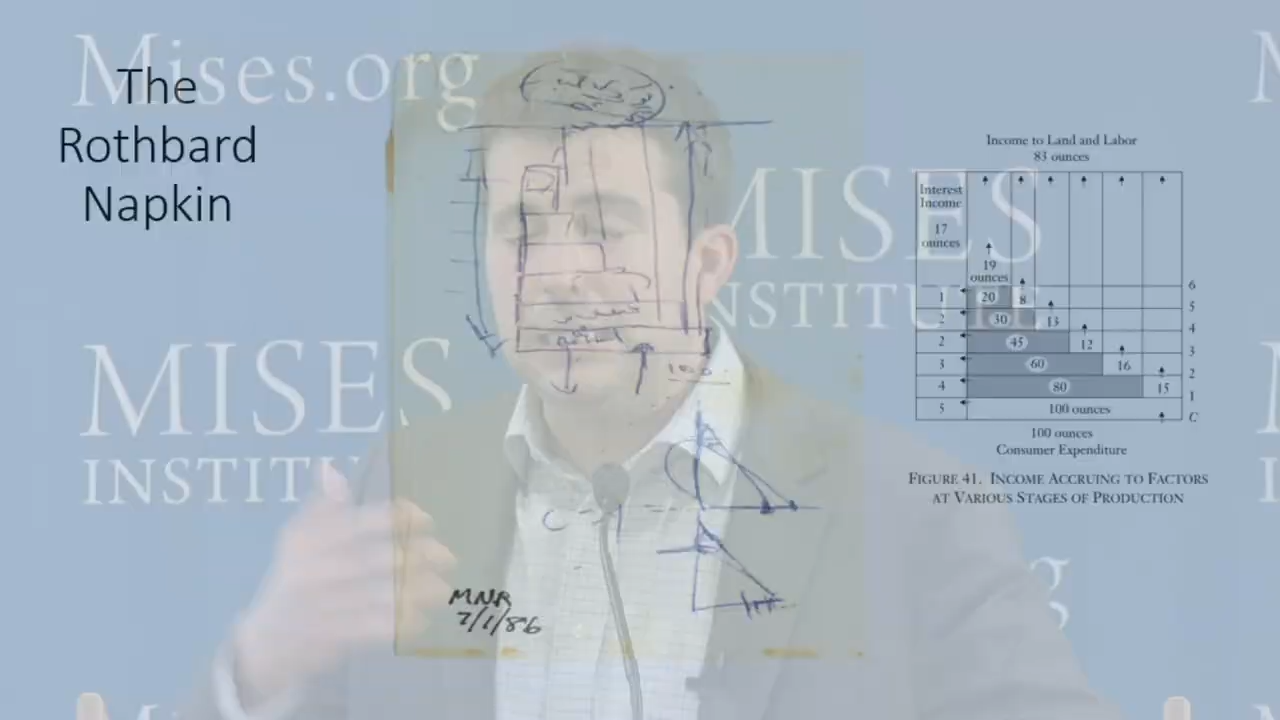 The
Rothbard
Napkin
Mises.org
MISES
INSTITUTE
MISES
INSTITU
100
C
MNR
7/1/86
Income to Land and Labor
83 ounces
Interest
Income
17
ounces
19
ounces
6
1 20 8 5
2 30 13 4
2 45 12 3
3 60 16 2
4 80 15 1
5 100 ounces C
100 ounces
Consumer Expenditure
FIGURE 41. INCOME ACCRUING TO FACTORS
AT VARIOUS STAGES OF PRODUCTION